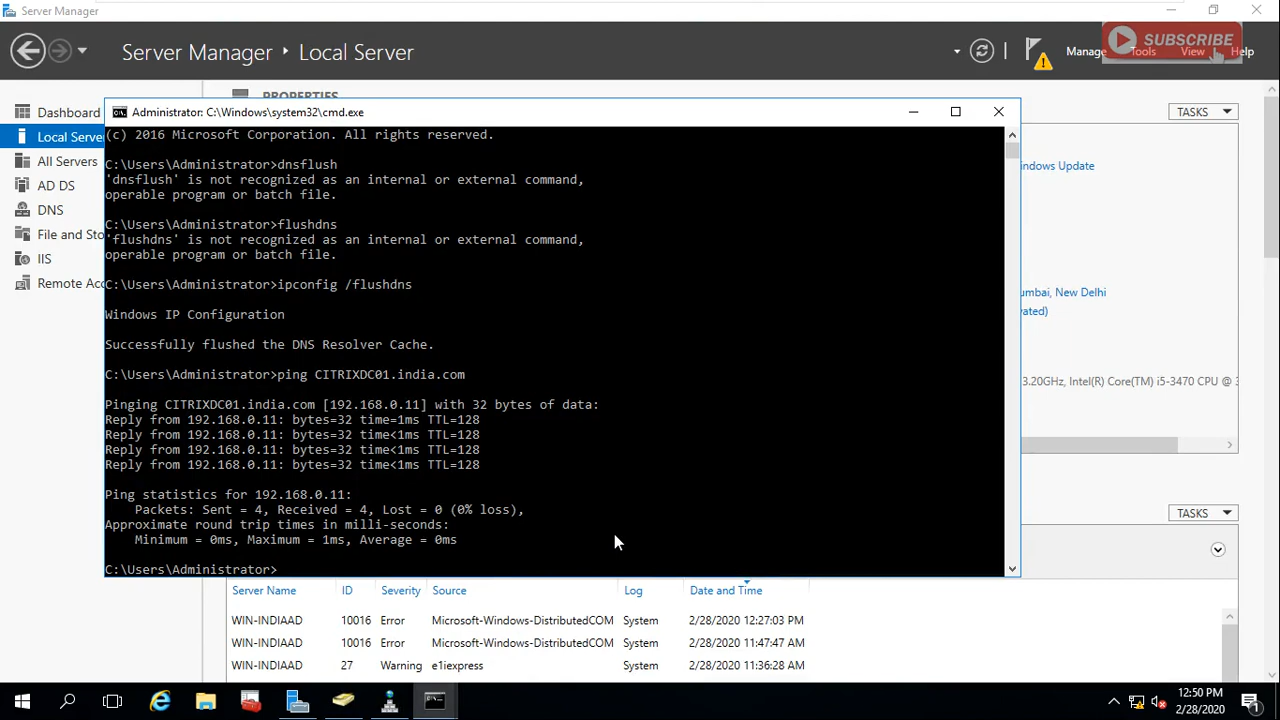 Server Manager
Server Manager
Local Server
Manage
Tools
View
Help
SUBSCRIBE
PROPERTIES
TASKS
Dashboard
Local Serve
All Servers
AD DS
DNS
File and Sto
IIS
Remote Acc
Administrator: C:\Windows\system32\cmd.exe
(c) 2016 Microsoft Corporation. All rights reserved.
C:\Users\Administrator>dnsflush
'dnsflush' is not recognized as an internal or external command,
operable program or batch file.
C:\Users\Administrator>flushdns
'flushdns' is not recognized as an internal or external command,
operable program or batch file.
C:\Users\Administrator>ipconfig /flushdns
Windows IP Configuration
Successfully flushed the DNS Resolver Cache.
C:\Users\Administrator>ping CITRIXDC01.india.com
Pinging CITRIXDC01.india.com [192.168.0.11] with 32 bytes of data:
Reply from 192.168.0.11: bytes=32 time=1ms TTL=128
Reply from 192.168.0.11: bytes=32 time<1ms TTL=128
Reply from 192.168.0.11: bytes=32 time<1ms TTL=128
Reply from 192.168.0.11: bytes=32 time<1ms TTL=128
Ping statistics for 192.168.0.11:
Packets: Sent = 4, Received = 4, Lost = 0 (0% loss),
Approximate round trip times in milli-seconds:
Minimum = 0ms, Maximum = 1ms, Average = 0ms
C:\Users\Administrator>
indows Update
umbai, New Delhi
vated)
3.20GHz, Intel(R) Core(TM) i5-3470 CPU @ 3
TASKS
Server Name ID Severity Source Log Date and Time
WIN-INDIAAD 10016 Error Microsoft-Windows-DistributedCOM System 2/28/2020 12:27:03 PM
WIN-INDIAAD 10016 Error Microsoft-Windows-DistributedCOM System 2/28/2020 11:47:47 AM
WIN-INDIAAD 27 Warning e1iexpress System 2/28/2020 11:36:28 AM
12:50 PM
2/28/2020
1